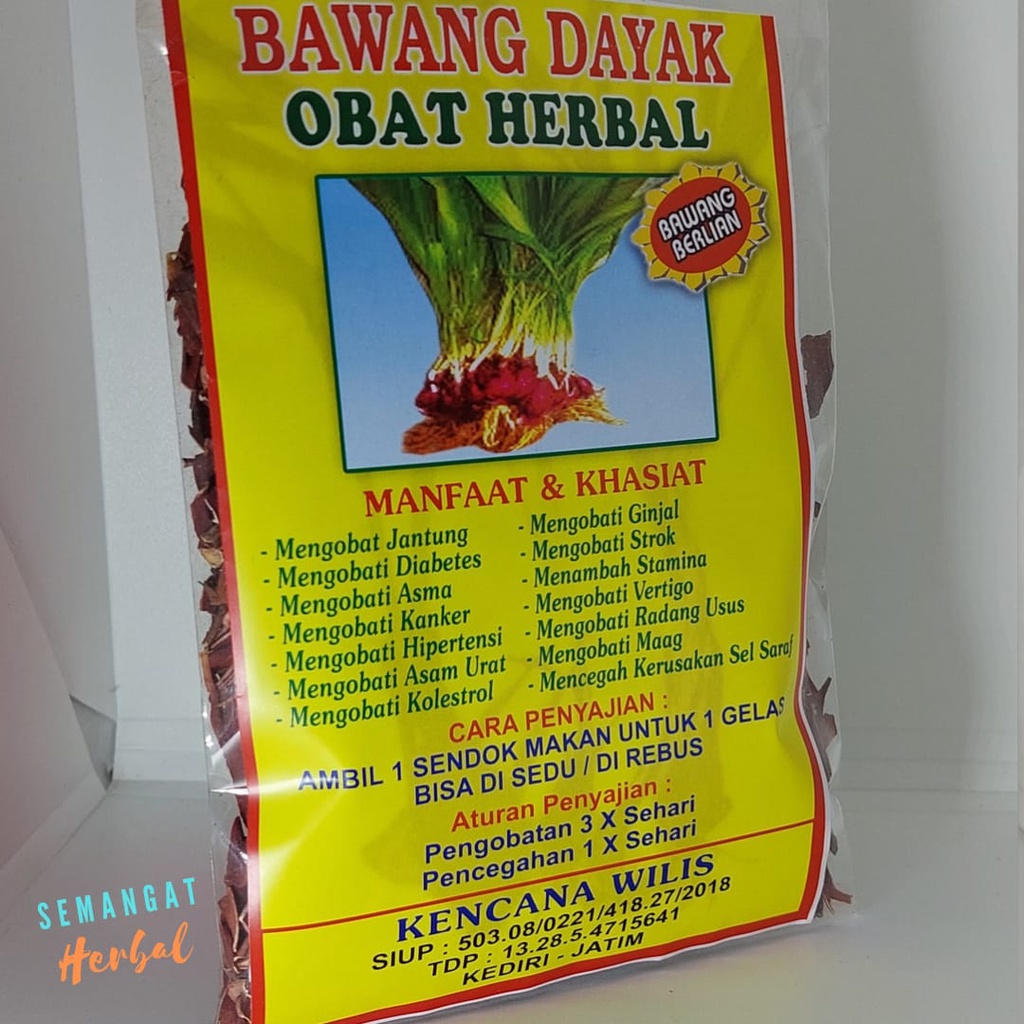 BAWANG DAYAK
OBAT HERBAL
BAWANG
BERLIAN
MANFAAT & KHASIAT
- Mengobat Jantung
- Mengobati Diabetes
- Mengobati Asma
- Mengobati Kanker
- Mengobati Hipertensi
- Mengobati Asam Urat
- Mengobati Kolestrol
- Mengobati Ginjal
- Mengobati Strok
- Menambah Stamina
- Mengobati Vertigo
- Mengobati Radang Usus
- Mengobati Maag
- Mencegah Kerusakan Sel Saraf
CARA PENYAJIAN :
AMBIL 1 SENDOK MAKAN UNTUK 1 GELAS
BISA DI SEDU / DI REBUS
Aturan Penyajian :
Pengobatan 3 X Sehari
Pencegahan 1 X Sehari
KENCANA WILIS
SIUP : 503.08/0221/418.27/2018
TDP : 13.28.5.4715641
KEDIRI - JATIM
SEMANGAT
Herbal